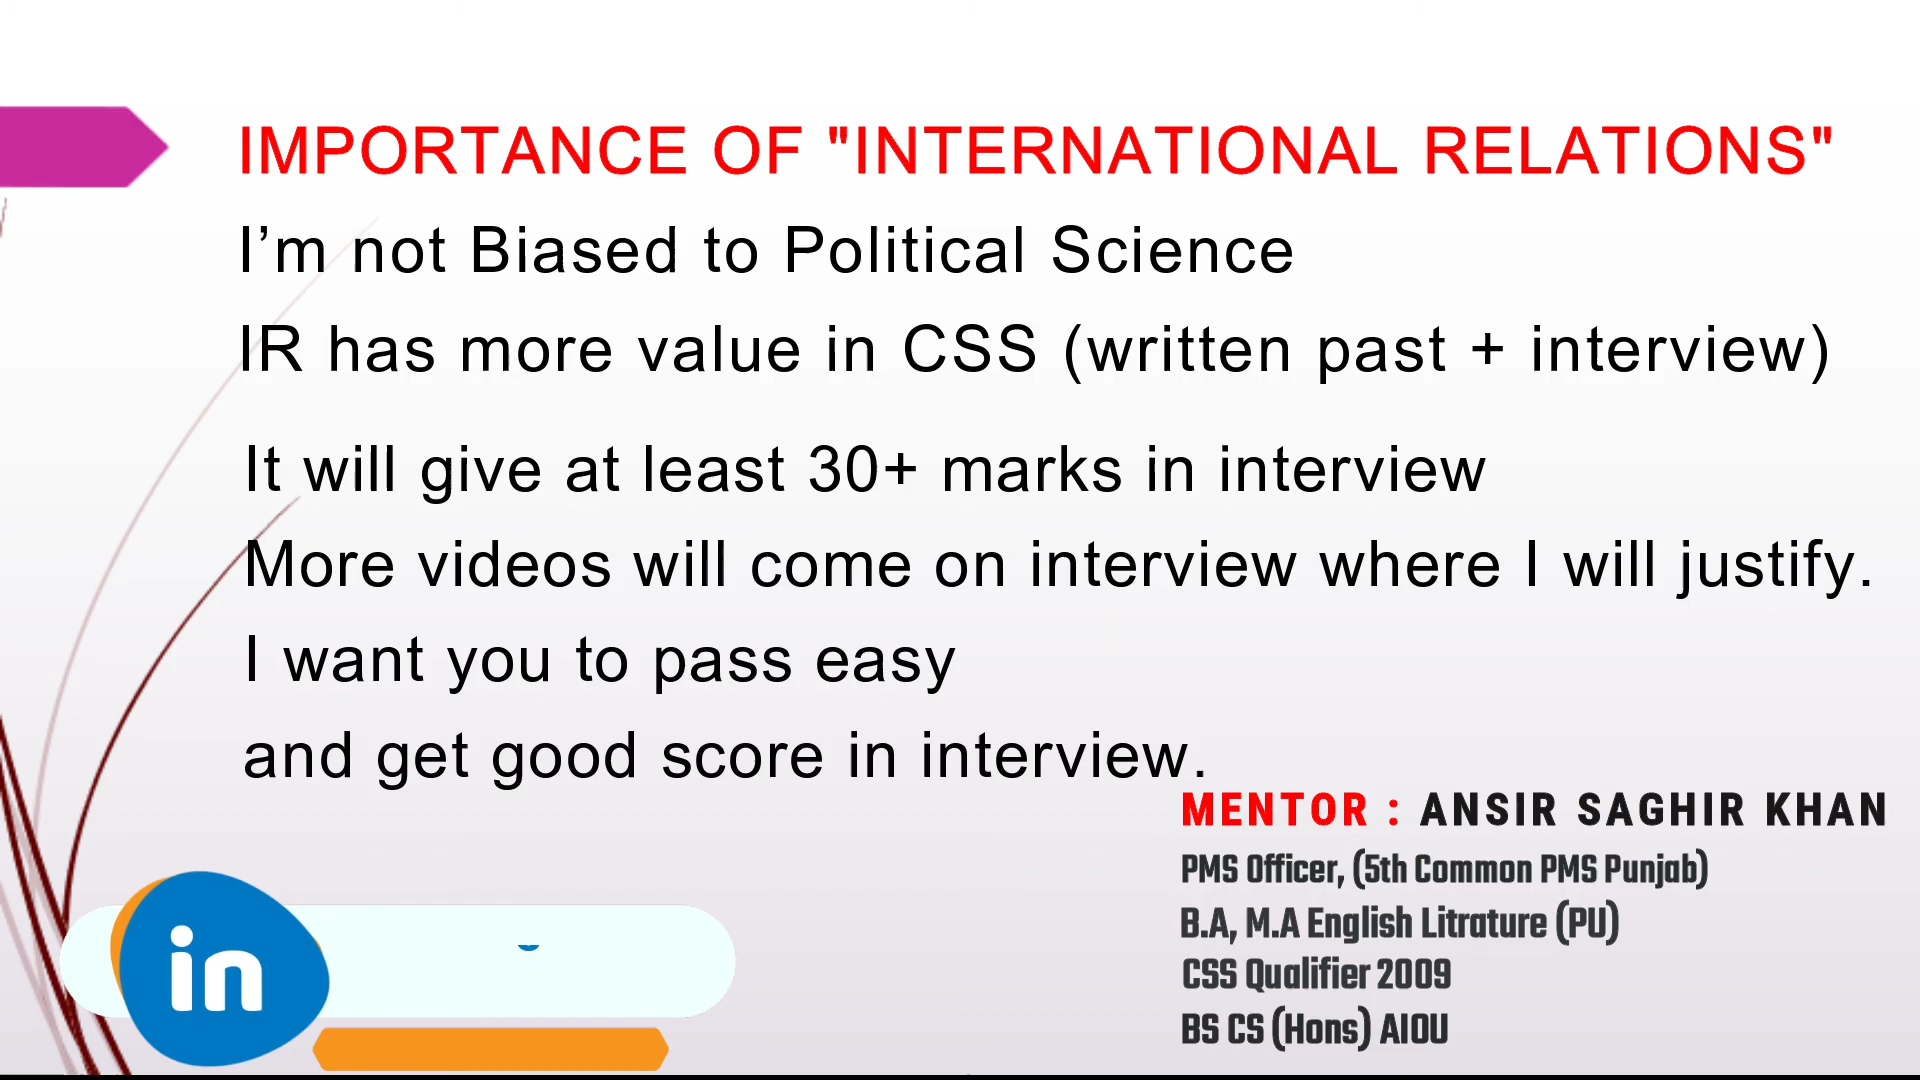 IMPORTANCE OF "INTERNATIONAL RELATIONS"
I’m not Biased to Political Science
IR has more value in CSS (written past + interview)
It will give at least 30+ marks in interview
More videos will come on interview where I will justify.
I want you to pass easy
and get good score in interview.
MENTOR : ANSIR SAGHIR KHAN
PMS Officer, (5th Common PMS Punjab)
B.A, M.A English Litrature (PU)
CSS Qualifier 2009
BS CS (Hons) AIOU
in